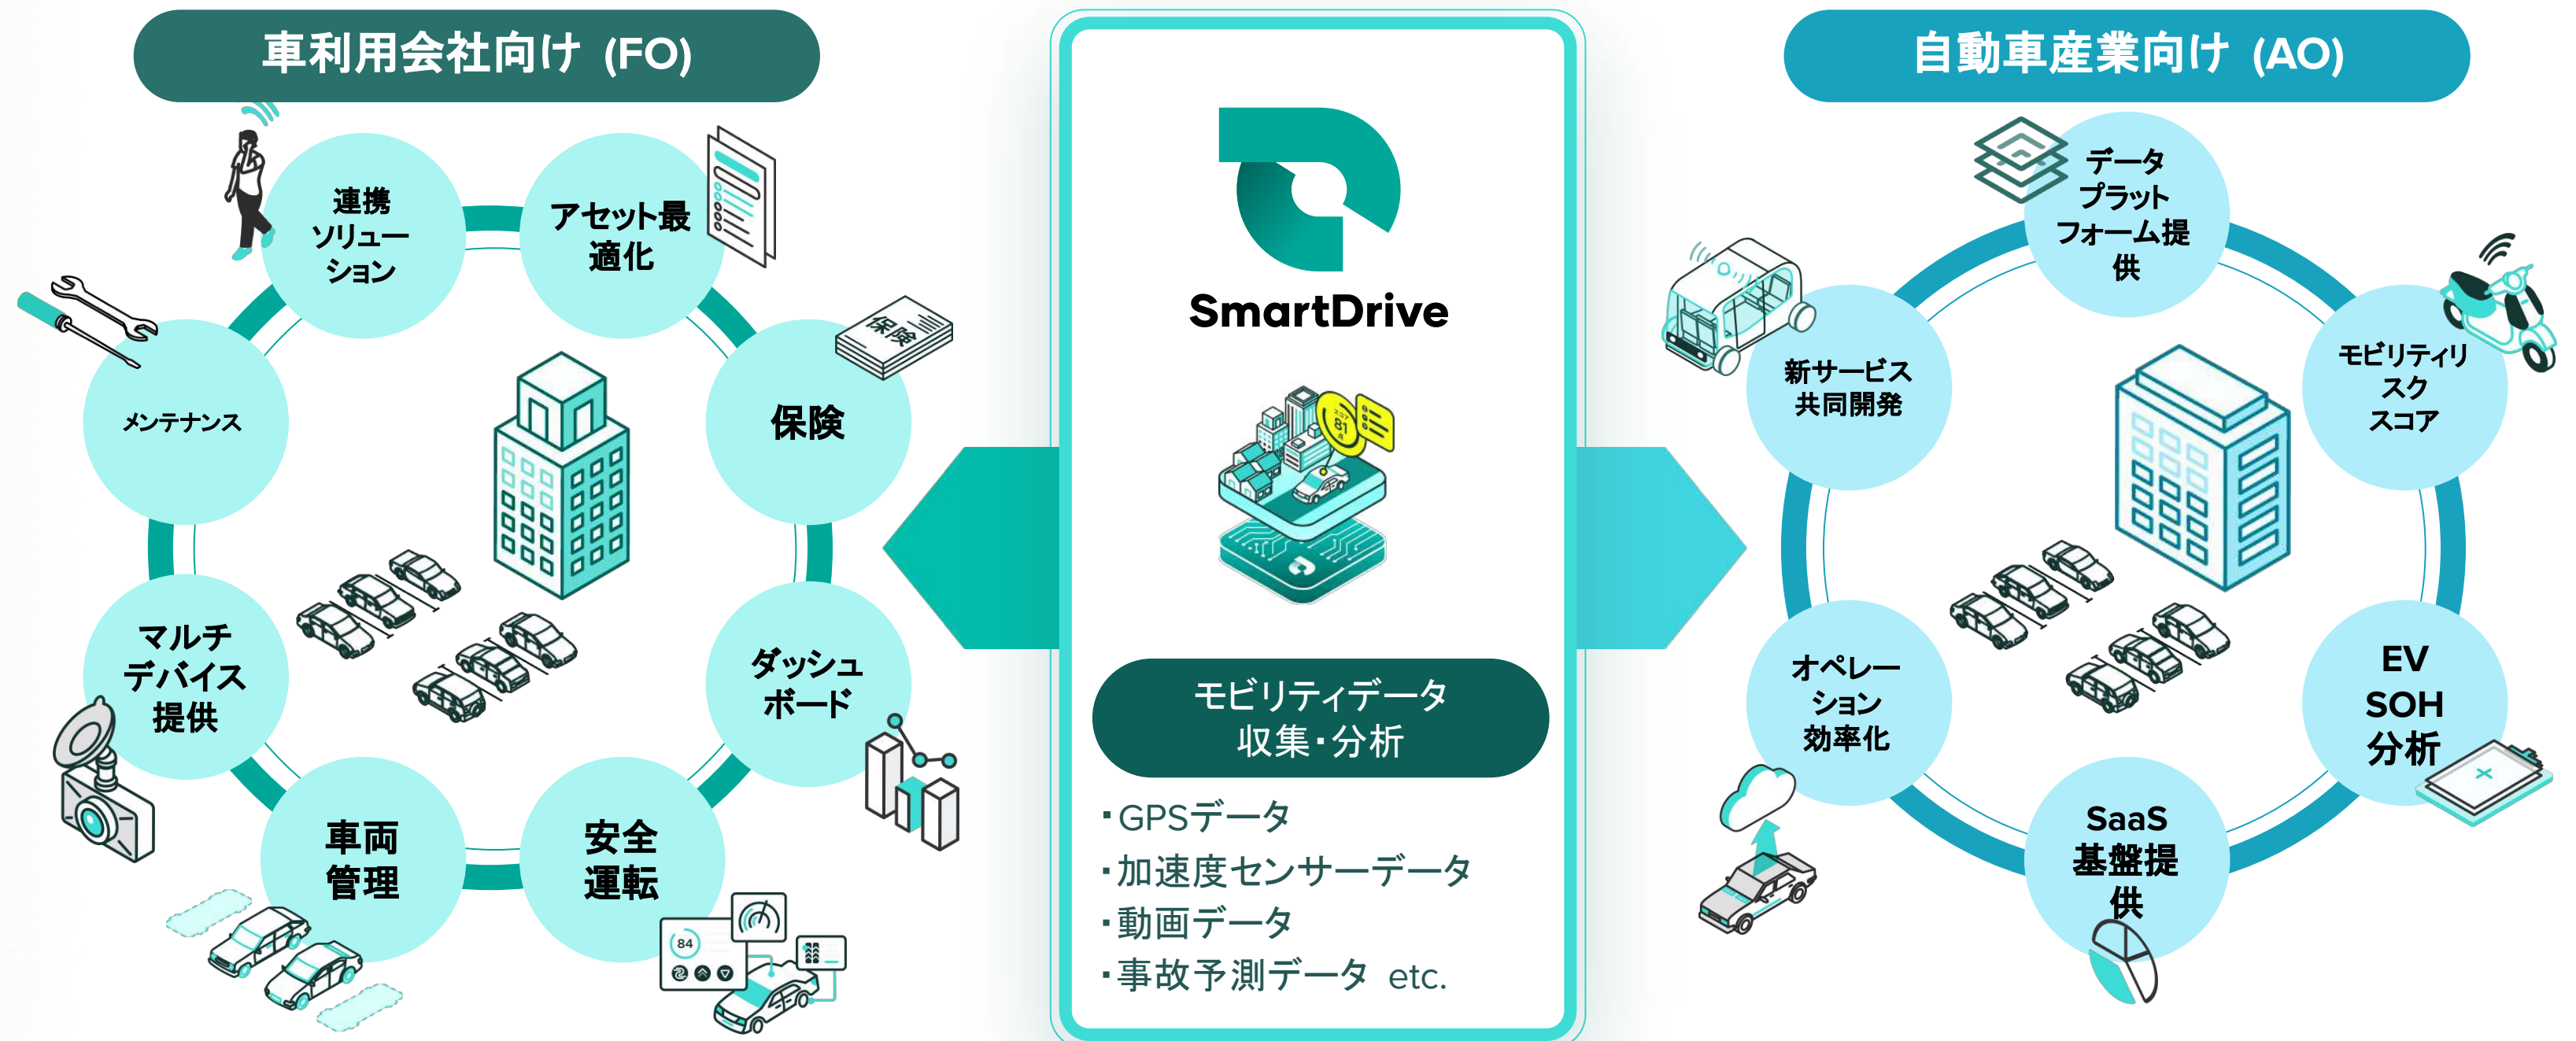 車利用会社向け (FO)
連携
ソリュー
ション
アセット最
適化
保険
保険
メンテナンス
マルチ
デバイス
提供
ダッシュ
ボード
車両
管理
安全
運転
84
SmartDrive
スコア
81
点
モビリティデータ
収集・分析
・GPSデータ
・加速度センサーデータ
・動画データ
・事故予測データ etc.
自動車産業向け (AO)
データ
プラット
フォーム提
供
新サービス
共同開発
モビリティリ
スク
スコア
オペレー
ション
効率化
EV
SOH
分析
SaaS
基盤提
供